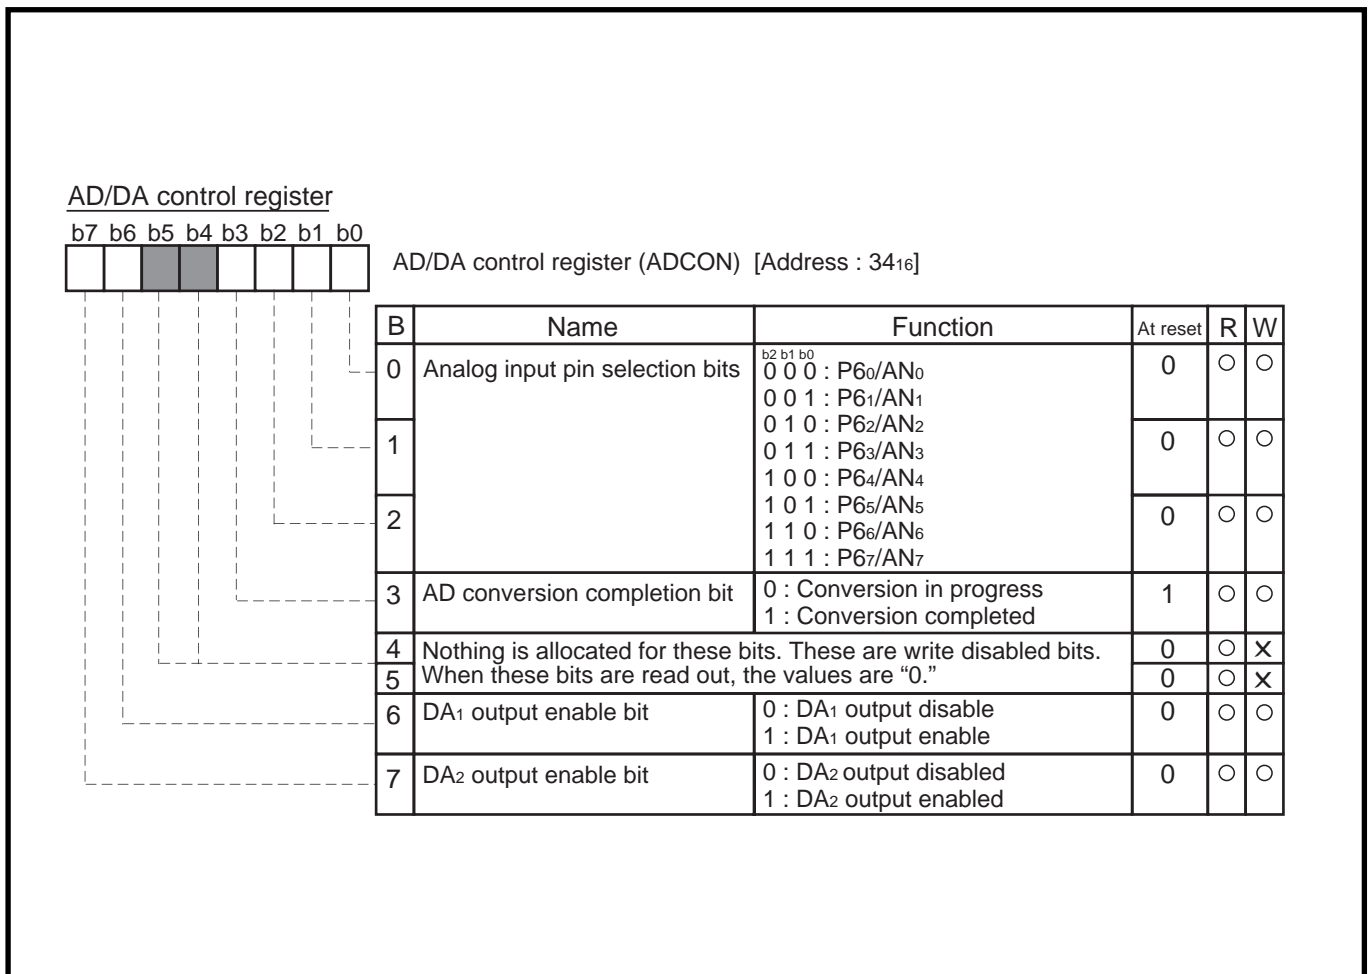 AD/DA control register
b7 b6 b5 b4 b3 b2 b1 b0
AD/DA control register (ADCON) [Address : 34₁₆]
B Name Function At reset R W
b2 b1 b0
0 Analog input pin selection bits 0 0 0 : P6₀/AN₀ 0 ○ ○
0 0 1 : P6₁/AN₁
0 1 0 : P6₂/AN₂
1 0 1 1 : P6₃/AN₃ 0 ○ ○
1 0 0 : P6₄/AN₄
1 0 1 : P6₅/AN₅
2 1 1 0 : P6₆/AN₆ 0 ○ ○
1 1 1 : P6₇/AN₇
3 AD conversion completion bit 0 : Conversion in progress 1 ○ ○
1 : Conversion completed
4 Nothing is allocated for these bits. These are write disabled bits. 0 ○ ×
5 When these bits are read out, the values are “0.” 0 ○ ×
6 DA₁ output enable bit 0 : DA₁ output disable 0 ○ ○
1 : DA₁ output enable
7 DA₂ output enable bit 0 : DA₂ output disabled 0 ○ ○
1 : DA₂ output enabled